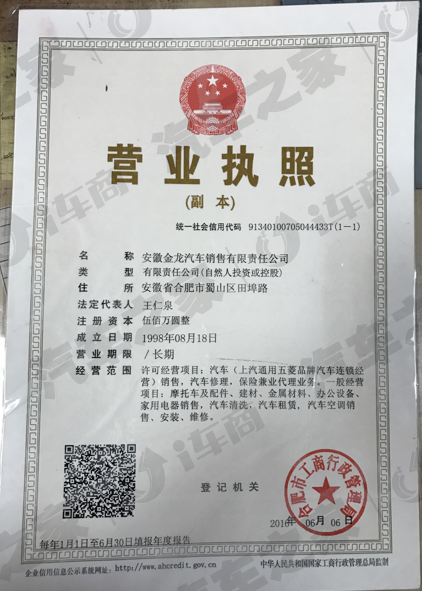 营业执照
(副 本)
统一社会信用代码 91340100705044433T(1-1)
名 称 安徽金龙汽车销售有限责任公司
类 型 有限责任公司(自然人投资或控股)
住 所 安徽省合肥市蜀山区田埠路
法定代表人 王仁泉
注册资本 伍佰万圆整
成立日期 1998年08月18日
营业期限 /长期
经营范围 许可经营项目：汽车（上汽通用五菱品牌汽车连锁经
营）销售，汽车修理，保险兼业代理业务。一般经营
项目：摩托车及配件、建材、金属材料、办公设备、
家用电器销售，汽车清洗，汽车租赁，汽车空调销
售、安装、维修。
登记机关
合肥市工商行政管理局
2016年 06月 06日
每年1月1日至6月30日填报年度报告
企业信用信息公示系统网址：http://www.ahcredit.gov.cn
中华人民共和国国家工商行政管理总局监制
汽车之家
i车商